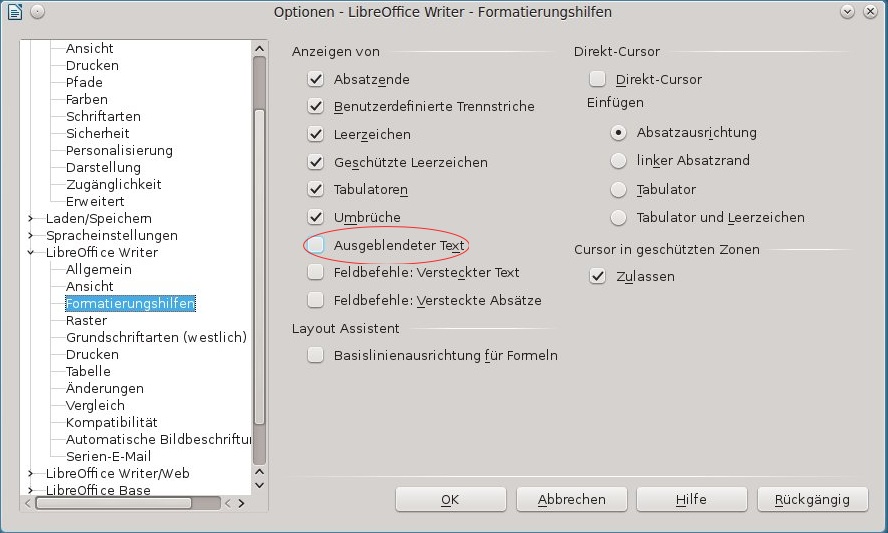 Optionen - LibreOffice Writer - Formatierungshilfen
Ansicht
Drucken
Pfade
Farben
Schriftarten
Sicherheit
Personalisierung
Darstellung
Zugänglichkeit
Erweitert
Laden/Speichern
Spracheinstellungen
LibreOffice Writer
Allgemein
Ansicht
Formatierungshilfen
Raster
Grundschriftarten (westlich)
Drucken
Tabelle
Änderungen
Vergleich
Kompatibilität
Automatische Bildbeschriftu
Serien-E-Mail
LibreOffice Writer/Web
LibreOffice Base
Anzeigen von
Absatzende
Benutzerdefinierte Trennstriche
Leerzeichen
Geschützte Leerzeichen
Tabulatoren
Umbrüche
Ausgeblendeter Text
Feldbefehle: Versteckter Text
Feldbefehle: Versteckte Absätze
Layout Assistent
Basislinienausrichtung für Formeln
Direkt-Cursor
Direkt-Cursor
Einfügen
Absatzausrichtung
linker Absatzrand
Tabulator
Tabulator und Leerzeichen
Cursor in geschützten Zonen
Zulassen
OK
Abbrechen
Hilfe
Rückgängig